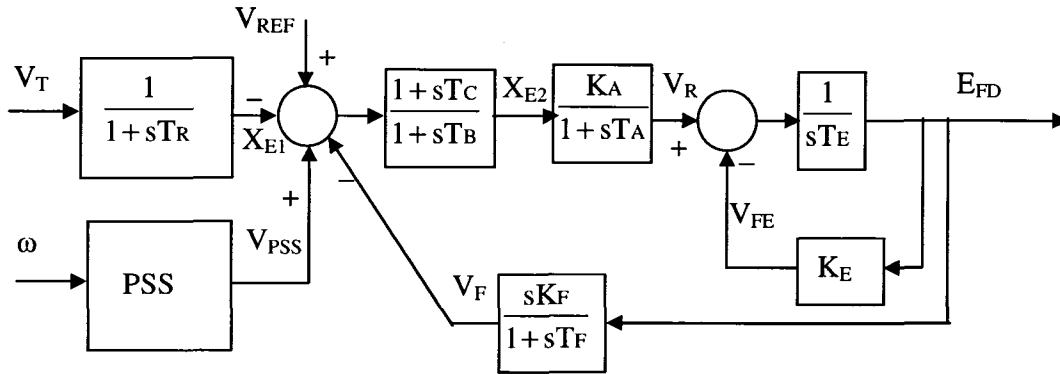 V_REF
+
V_T
1
1+sT_R
−
X_E1
1+sT_C
1+sT_B
X_E2
K_A
1+sT_A
V_R
+
−
1
sT_E
E_FD
+
−
V_FE
ω
PSS
V_PSS
K_E
V_F
sK_F
1+sT_F